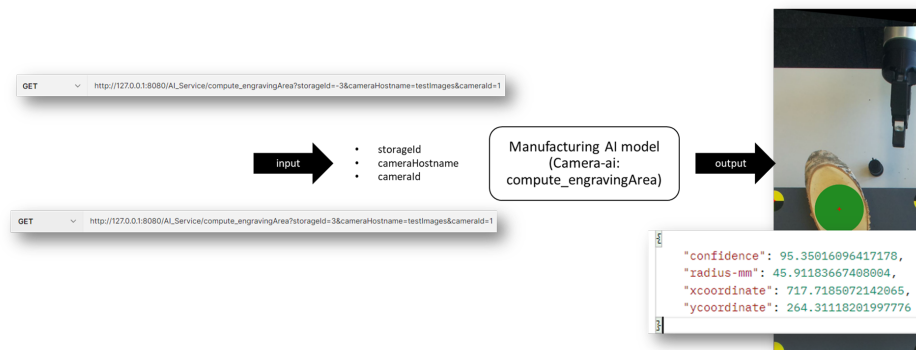 GET http://127.0.0.1:8080/AI_Service/compute_engravingArea?storageId=-3&cameraHostname=testImages&cameraId=1
input
• storageId
• cameraHostname
• cameraId
Manufacturing AI model
(Camera-ai:
compute_engravingArea)
output
GET http://127.0.0.1:8080/AI_Service/compute_engravingArea?storageId=3&cameraHostname=testImages&cameraId=1
"confidence": 95.35016096417178,
"radius-mm": 45.91183667408004,
"xcoordinate": 717.7185072142065,
"ycoordinate": 264.31118201997776